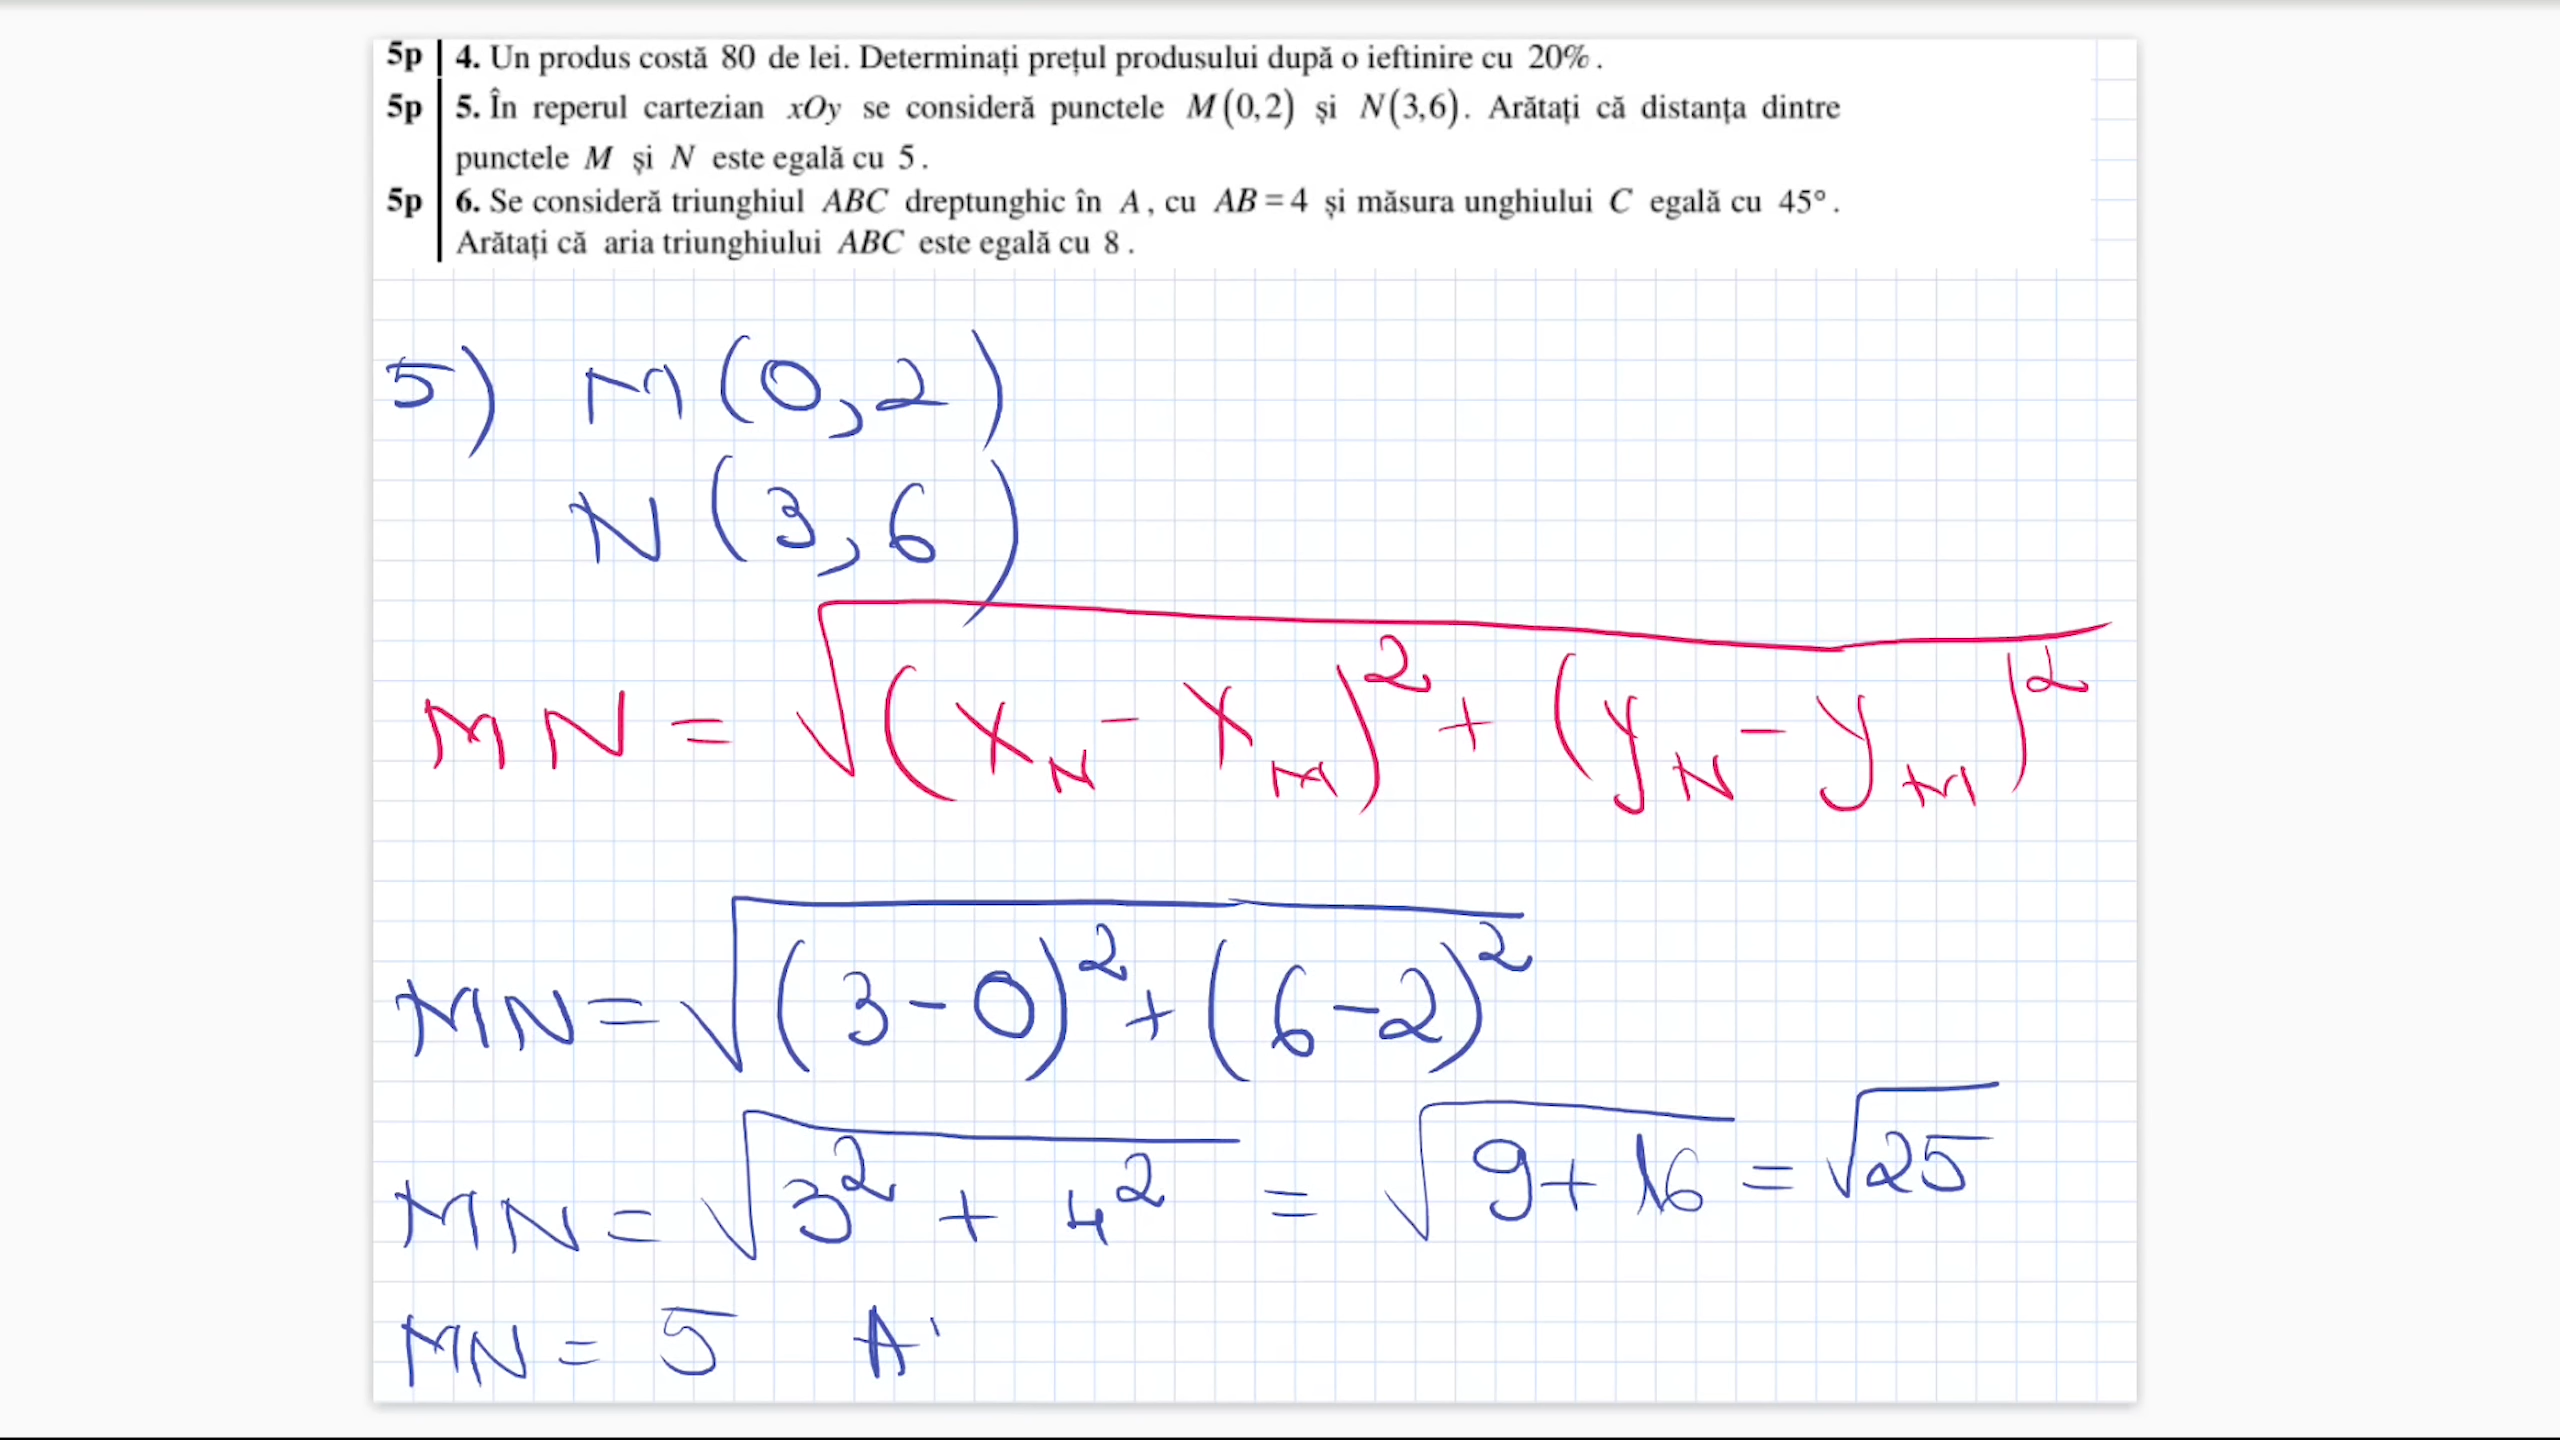 5p 4. Un produs costă 80 de lei. Determinați prețul produsului după o ieftinire cu 20%.
5p 5. În reperul cartezian xOy se consideră punctele M(0,2) și N(3,6). Arătați că distanța dintre
punctele M și N este egală cu 5.
5p 6. Se consideră triunghiul ABC dreptunghic în A, cu AB = 4 și măsura unghiului C egală cu 45°.
Arătați că aria triunghiului ABC este egală cu 8.
5) M(0,2)
N(3,6)
MN = √((x_N - x_M)² + (y_N - y_M)²)
MN = √((3-0)² + (6-2)²)
MN = √(3² + 4²) = √(9+16) = √25
MN = 5 A'